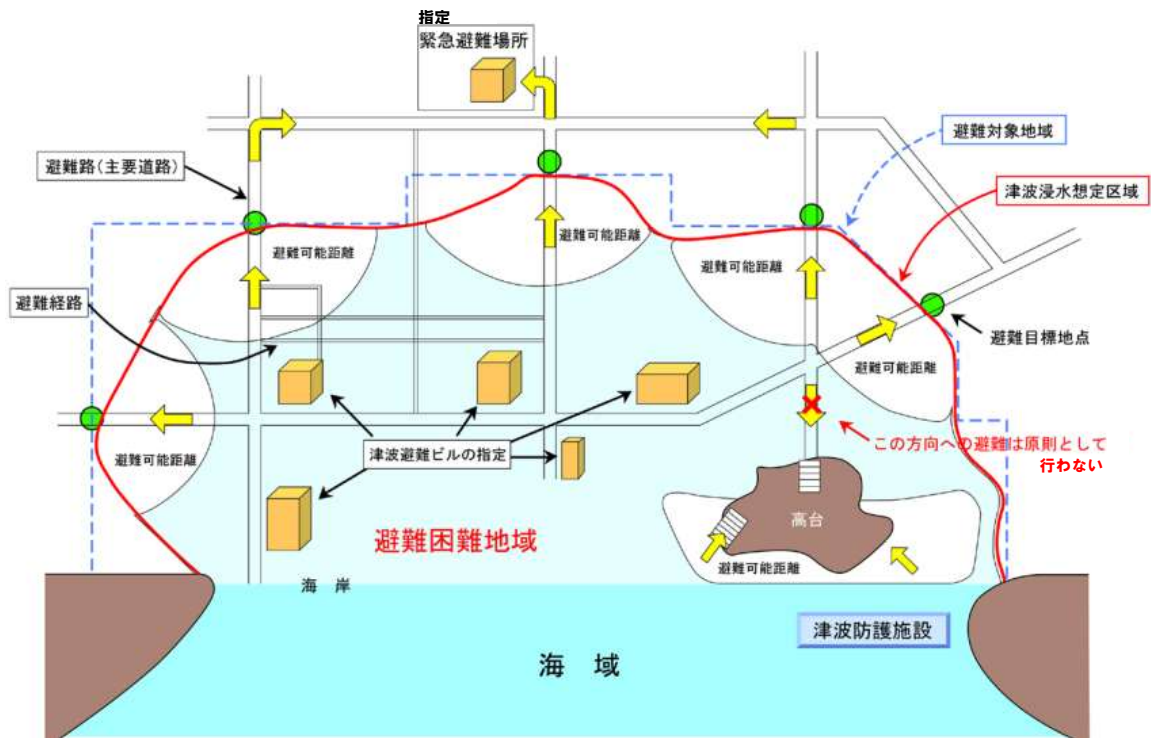 指定
緊急避難場所
避難対象地域
避難路(主要道路)
津波浸水想定区域
避難可能距離
避難可能距離
避難可能距離
避難経路
避難目標地点
避難可能距離
この方向への避難は原則として
行わない
津波避難ビルの指定
避難可能距離
高台
避難困難地域
避難可能距離
海 岸
津波防護施設
海 域